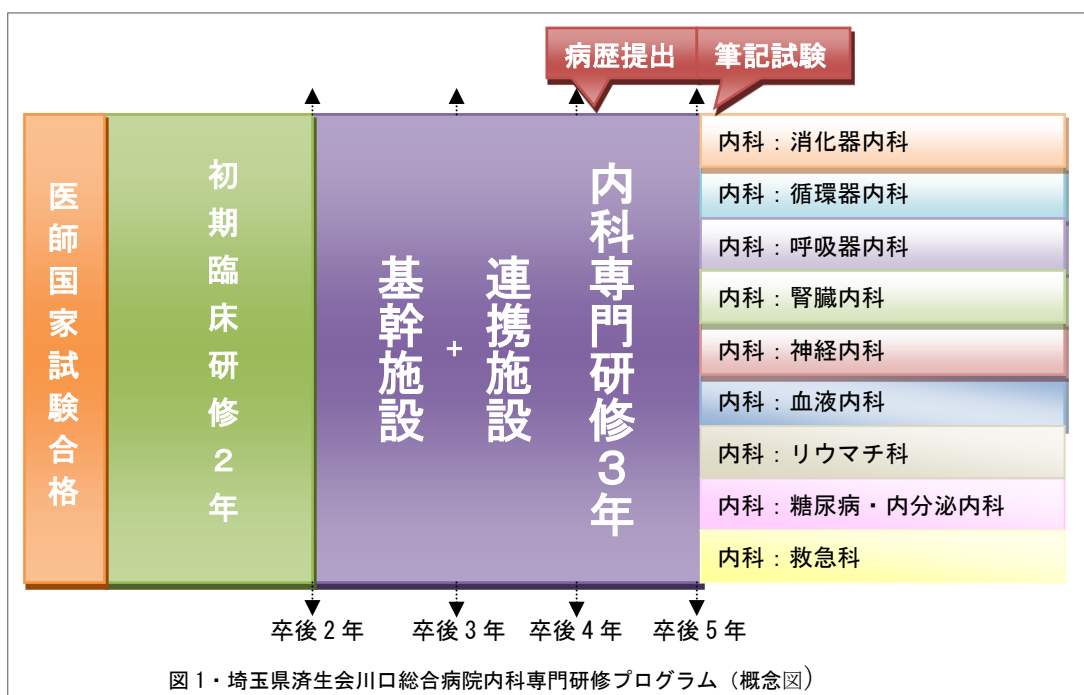 病歴提出
筆記試験
医師国家試験合格
初期臨床研修２年
基幹施設
+
連携施設
内科専門研修３年
内科：消化器内科
内科：循環器内科
内科：呼吸器内科
内科：腎臓内科
内科：神経内科
内科：血液内科
内科：リウマチ科
内科：糖尿病・内分泌内科
内科：救急科
卒後２年
卒後３年
卒後４年
卒後５年
図１・埼玉県済生会川口総合病院内科専門研修プログラム（概念図）